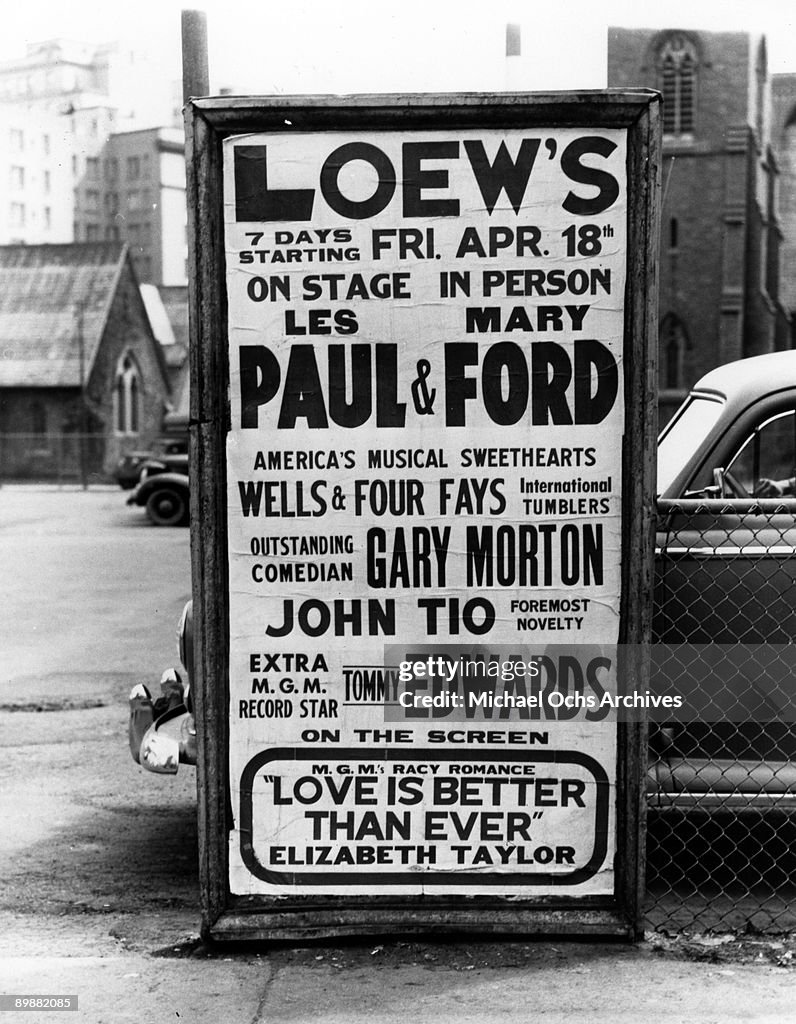 LOEW'S
7 DAYS STARTING FRI. APR. 18th
ON STAGE IN PERSON
LES MARY
PAUL & FORD
AMERICA'S MUSICAL SWEETHEARTS
WELLS & FOUR FAYS International TUMBLERS
OUTSTANDING COMEDIAN GARY MORTON
JOHN TIO FOREMOST NOVELTY
EXTRA M.G.M. RECORD STAR TOMMY EDWARDS
ON THE SCREEN
M.G.M.'s RACY ROMANCE
"LOVE IS BETTER
THAN EVER"
ELIZABETH TAYLOR
gettyimages
Credit: Michael Ochs Archives
89882085